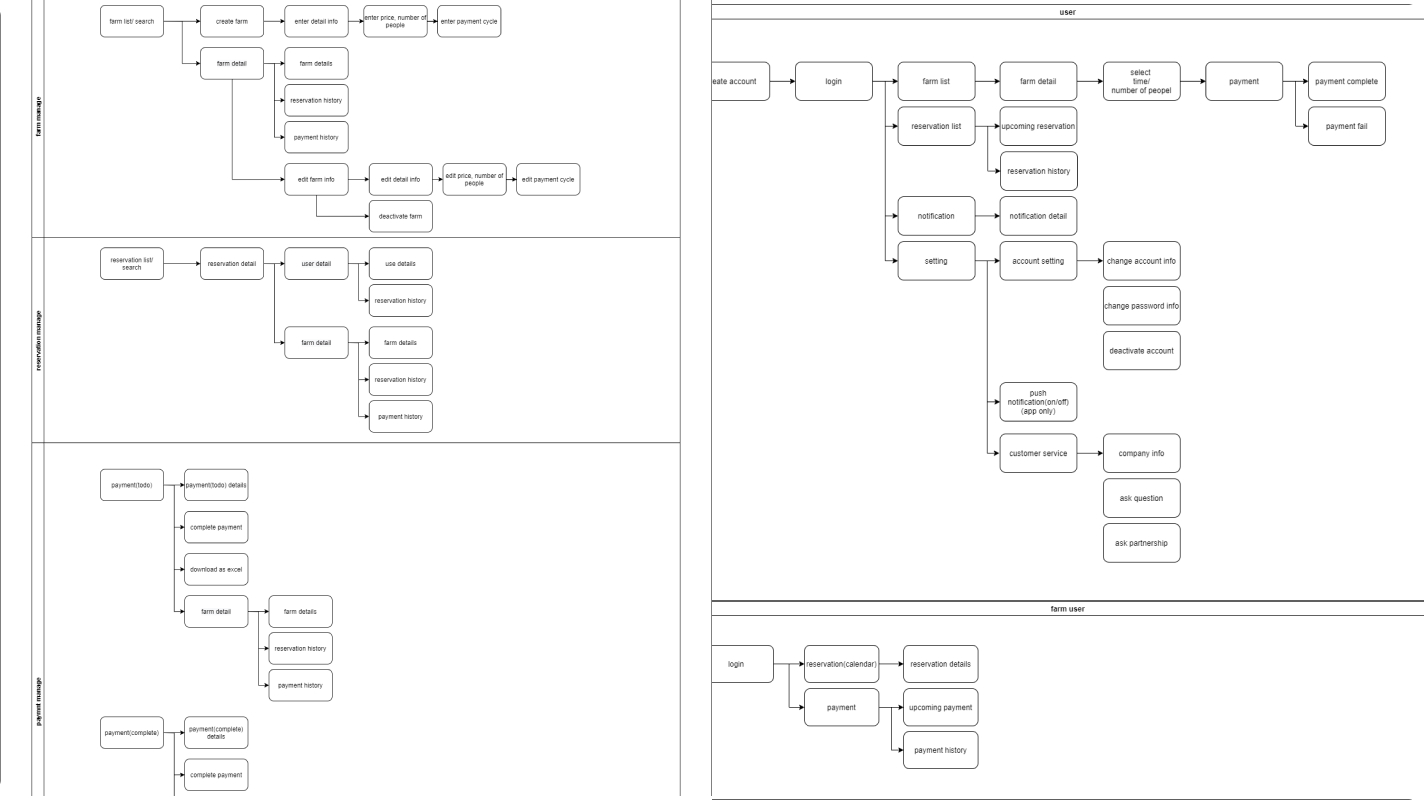 farm manage
farm list/ search
create farm
enter detail info
enter price, number of
people
enter payment cycle
farm detail
farm details
reservation history
payment history
edit farm info
edit detail info
edit price, number of
people
edit payment cycle
deactivate farm
reservation manage
reservation list/
search
reservation detail
user detail
use details
reservation history
farm detail
farm details
reservation history
payment history
paymnt manage
payment(todo)
payment(todo) details
complete payment
download as excel
farm detail
farm details
reservation history
payment history
payment(complete)
payment(complete)
details
complete payment
user
eate account
login
farm list
farm detail
select
time/
number of peopel
payment
payment complete
payment fail
reservation list
upcoming reservation
reservation history
notification
notification detail
setting
account setting
change account info
change password info
deactivate account
push
notification(on/off)
(app only)
customer service
company info
ask question
ask partnership
farm user
login
reservation(calendar)
reservation details
payment
upcoming payment
payment history